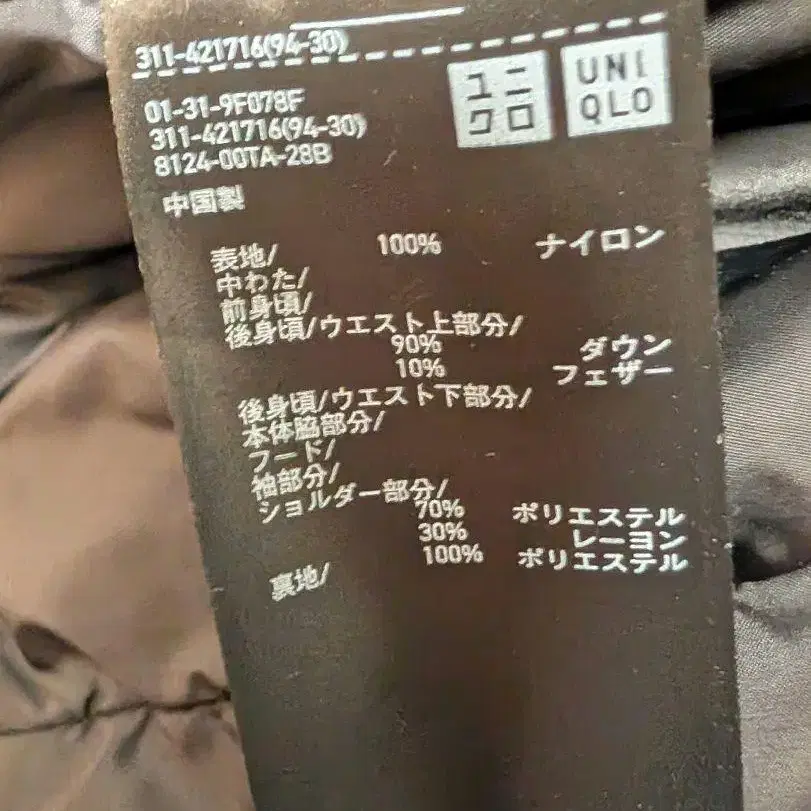 311-421716(94-30)
ユニ
クロ
UNI
QLO
01-31-9F078F
311-421716(94-30)
8124-00TA-28B
中国製
表地/ 100% ナイロン
中わた/
前身頃/
後身頃/ウエスト上部分/
90% ダウン
10% フェザー
後身頃/ウエスト下部分/
本体脇部分/
フード/
袖部分/
ショルダー部分/
70% ポリエステル
30% レーヨン
裏地/ 100% ポリエステル